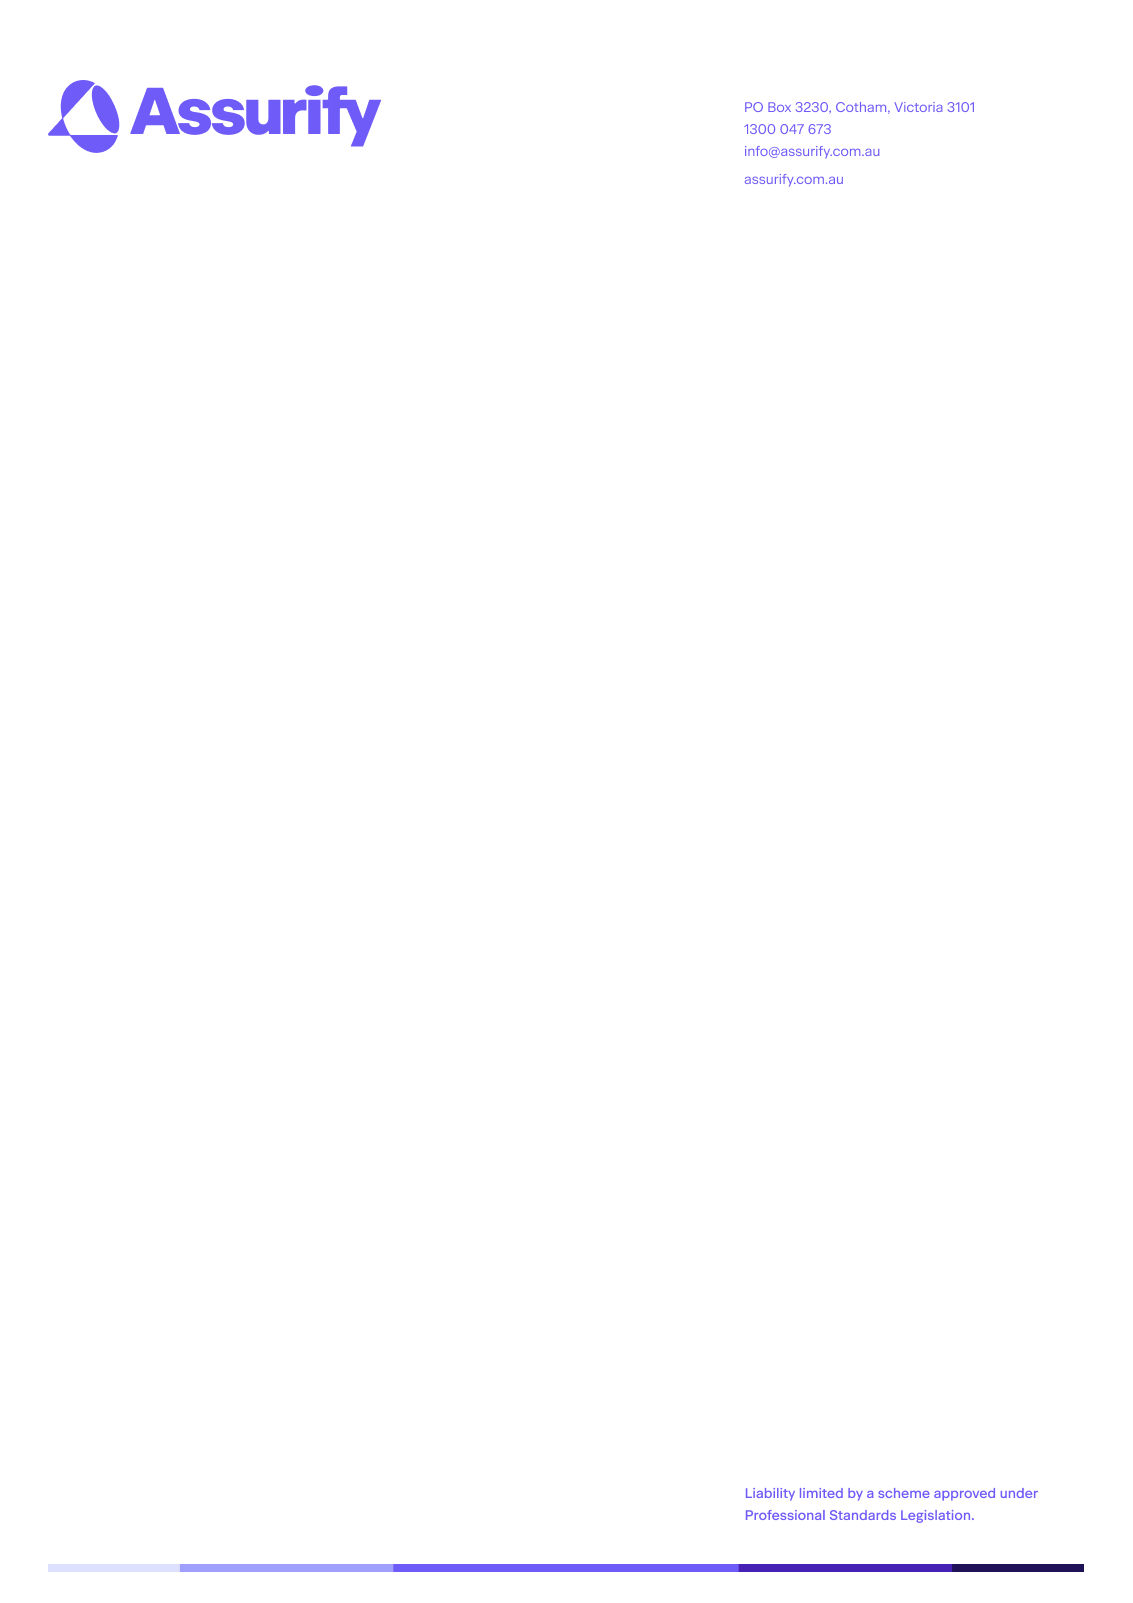 Assurify
PO Box 3230, Cotham, Victoria 3101
1300 047 673
info@assurify.com.au
assurify.com.au
Liability limited by a scheme approved under
Professional Standards Legislation.